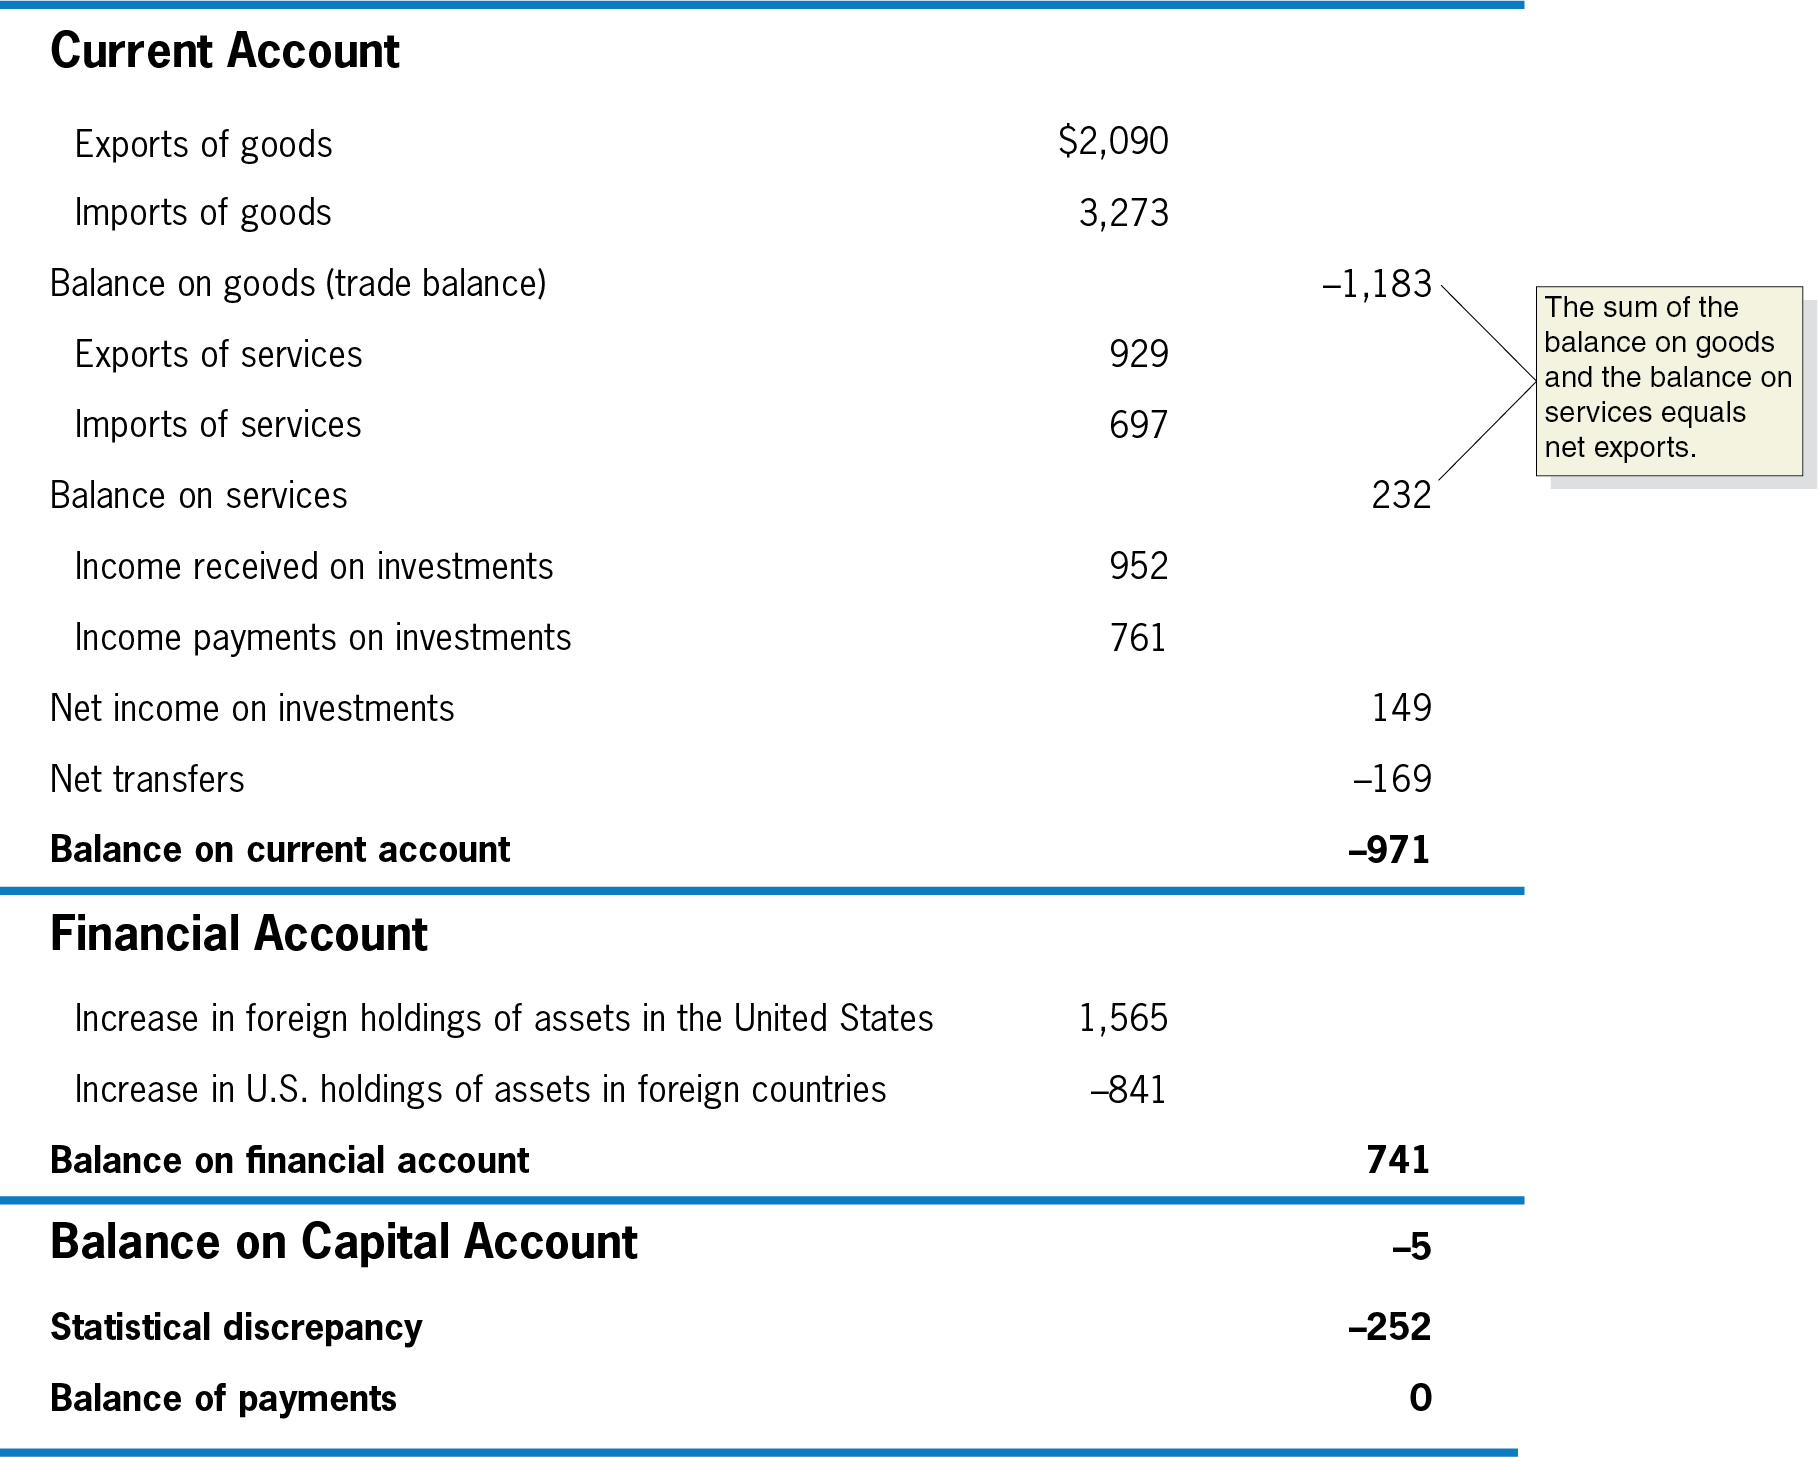 Current Account
Exports of goods $2,090
Imports of goods 3,273
Balance on goods (trade balance) –1,183
Exports of services 929
Imports of services 697
Balance on services 232
Income received on investments 952
Income payments on investments 761
Net income on investments 149
Net transfers –169
Balance on current account –971
The sum of the
balance on goods
and the balance on
services equals
net exports.
Financial Account
Increase in foreign holdings of assets in the United States 1,565
Increase in U.S. holdings of assets in foreign countries –841
Balance on financial account 741
Balance on Capital Account –5
Statistical discrepancy –252
Balance of payments 0